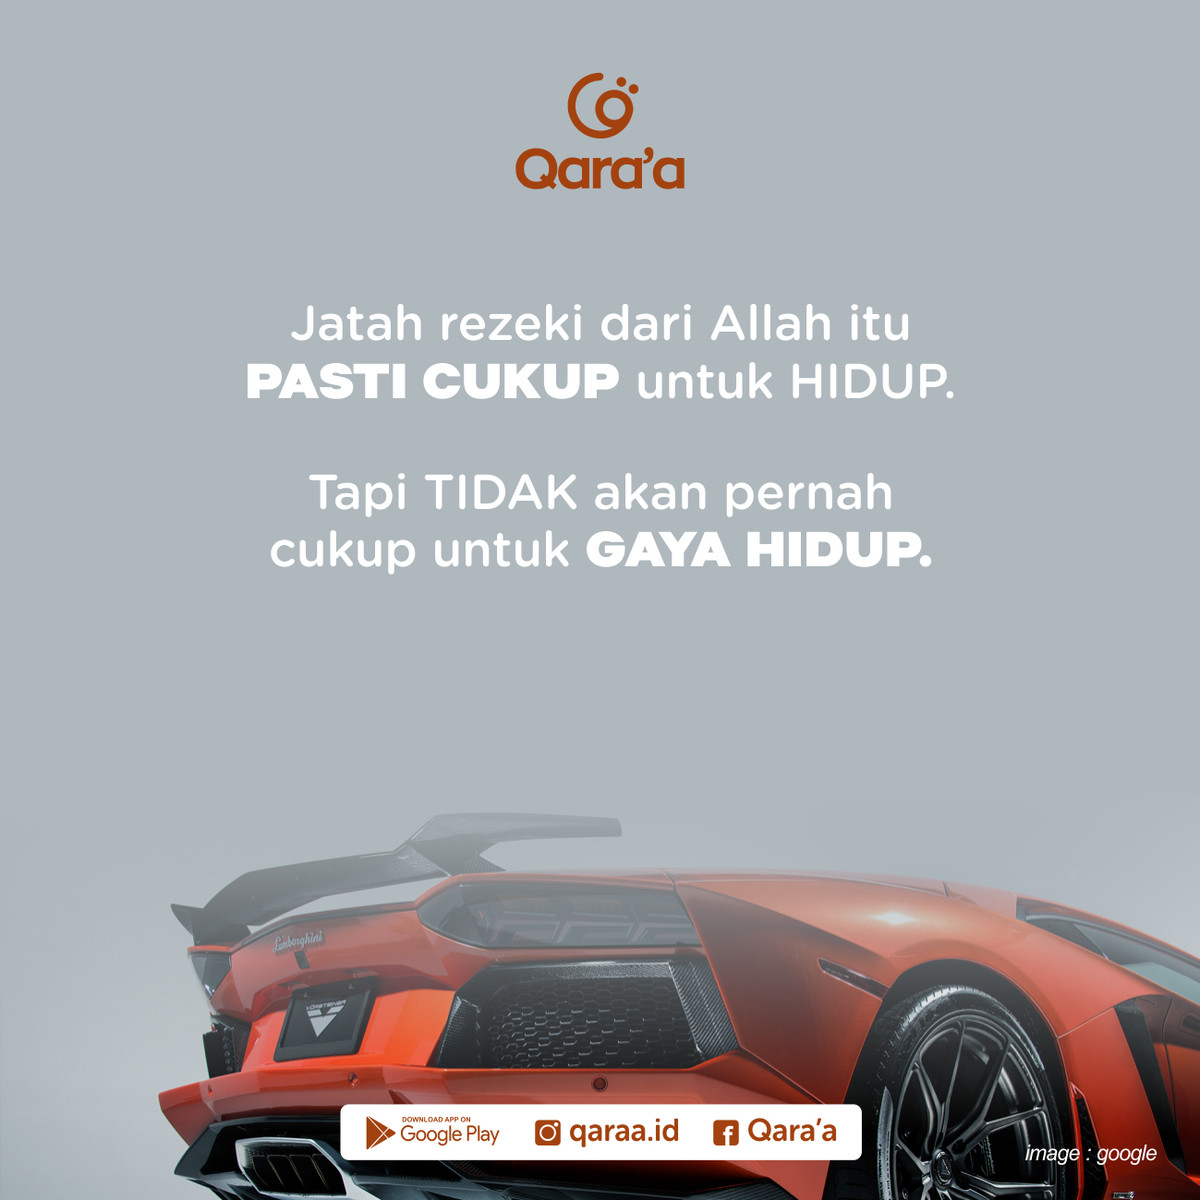 Qara'a
Jatah rezeki dari Allah itu
PASTI CUKUP untuk HIDUP.
Tapi TIDAK akan pernah
cukup untuk GAYA HIDUP.
Lamborghini
VORSTEINER
DOWNLOAD APP ON
Google Play
qaraa.id
Qara'a
image : google